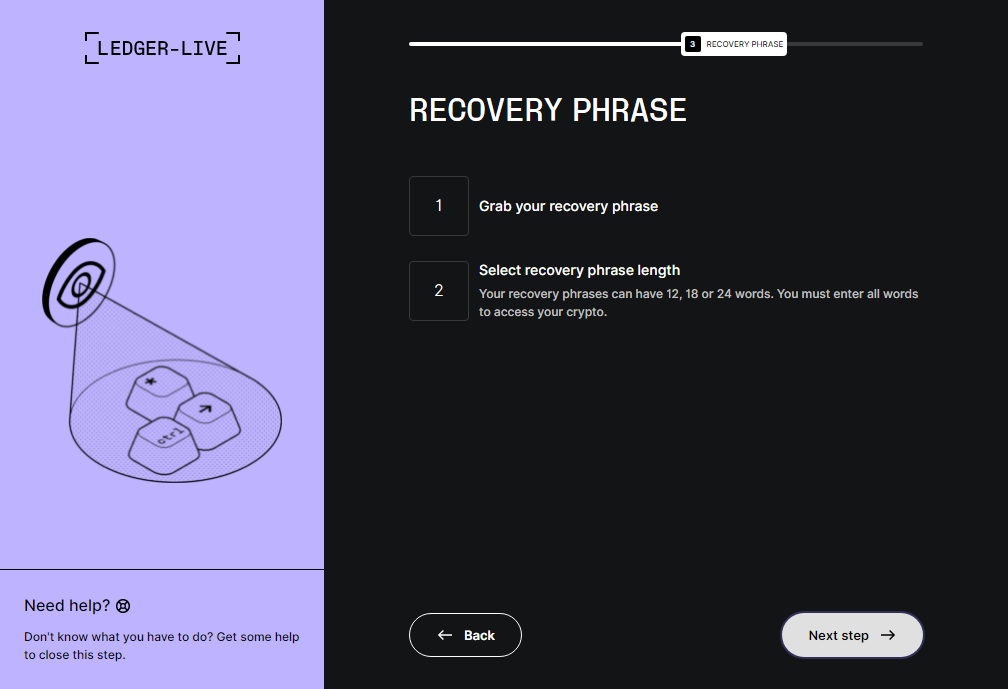 LEDGER-LIVE
3 RECOVERY PHRASE
RECOVERY PHRASE
1
Grab your recovery phrase
2
Select recovery phrase length
Your recovery phrases can have 12, 18 or 24 words. You must enter all words
to access your crypto.
*
ctrl
Need help?
Don't know what you have to do? Get some help
to close this step.
← Back
Next step →